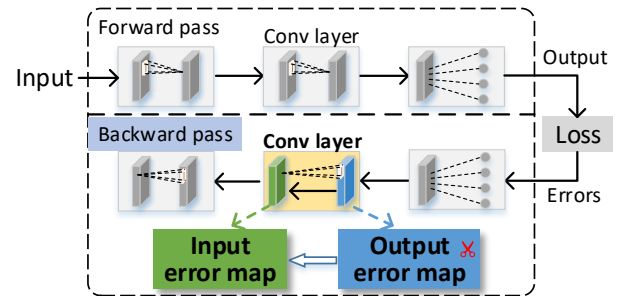 Forward pass
Conv layer
Input
Output
Backward pass
Conv layer
Loss
Errors
Input
error map
Output
error map